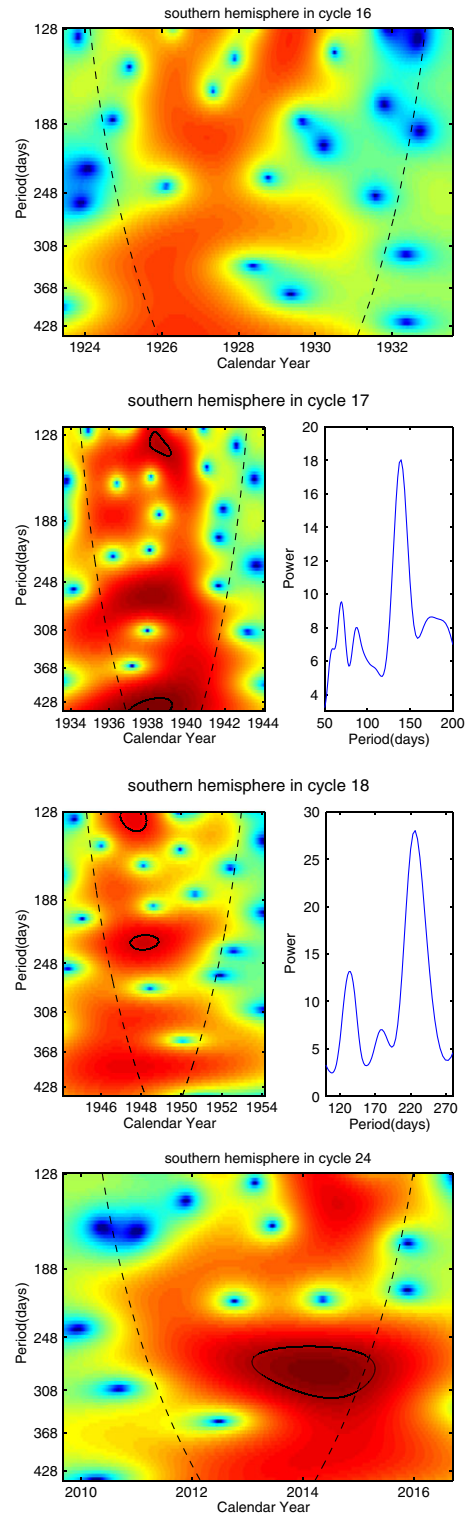 southern hemisphere in cycle 16
128
188
248
308
368
428
Period(days)
1924 1926 1928 1930 1932
Calendar Year
southern hemisphere in cycle 17
128
188
248
308
368
428
Period(days)
1934 1936 1938 1940 1942 1944
Calendar Year
20
18
16
14
12
10
8
6
4
Power
50 100 150 200
Period(days)
southern hemisphere in cycle 18
128
188
248
308
368
428
Period(days)
1946 1948 1950 1952 1954
Calendar Year
30
25
20
15
10
5
0
Power
120 170 220 270
Period(days)
southern hemisphere in cycle 24
128
188
248
308
368
428
Period(days)
2010 2012 2014 2016
Calendar Year